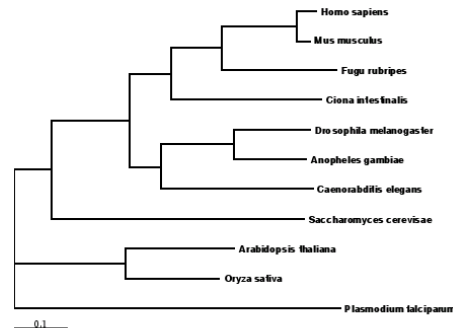 Homo sapiens
Mus musculus
Fugu rubripes
Ciona intestinalis
Drosophila melanogaster
Anopheles gambiae
Caenorabditis elegans
Saccharomyces cerevisae
Arabidopsis thaliana
Oryza sativa
Plasmodium falciparum
0.1